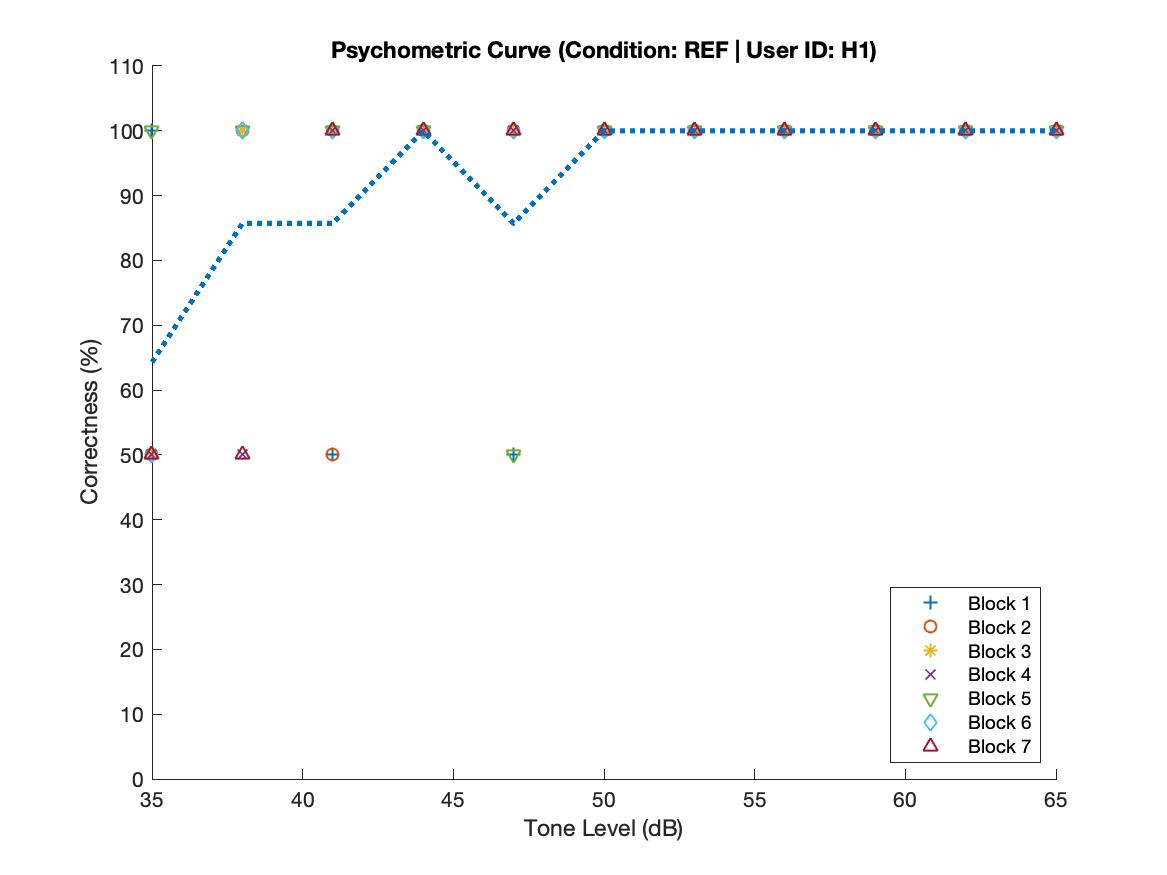 Psychometric Curve (Condition: REF | User ID: H1)
110
100
90
80
70
60
50
40
30
20
10
0
Correctness (%)
35 40 45 50 55 60 65
Tone Level (dB)
Block 1
Block 2
Block 3
Block 4
Block 5
Block 6
Block 7